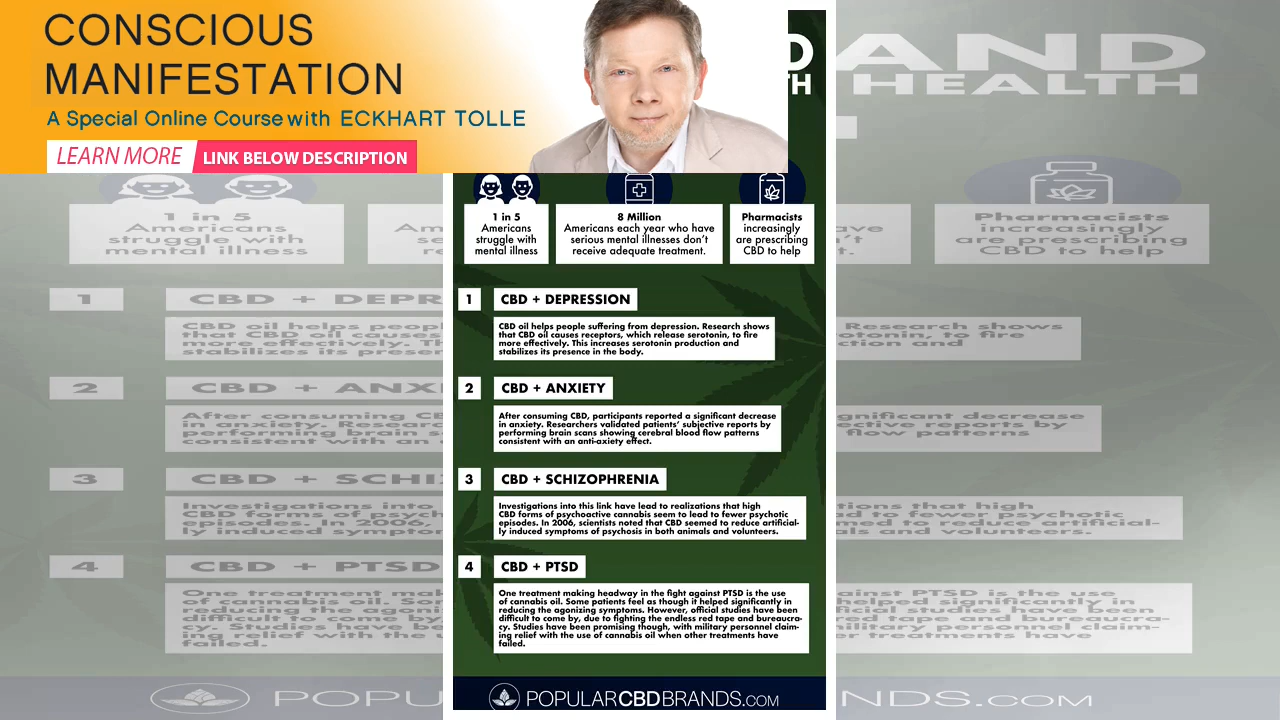 CONSCIOUS
MANIFESTATION
A Special Online Course with ECKHART TOLLE
LEARN MORE LINK BELOW DESCRIPTION
D
TH
AND
HEALTH
1 in 5
Americans
struggle with
mental illness
8 Million
Americans each year who have
serious mental illnesses don't
receive adequate treatment.
Pharmacists
increasingly
are prescribing
CBD to help
1 CBD + DEPRESSION
CBD oil helps people suffering from depression. Research shows
that CBD oil causes receptors, which release serotonin, to fire
more effectively. This increases serotonin production and
stabilizes its presence in the body.
2 CBD + ANXIETY
After consuming CBD, participants reported a significant decrease
in anxiety. Researchers validated patients' subjective reports by
performing brain scans showing cerebral blood flow patterns
consistent with an anti-anxiety effect.
3 CBD + SCHIZOPHRENIA
Investigations into this link have lead to realizations that high
CBD forms of psychoactive cannabis seem to lead to fewer psychotic
episodes. In 2006, scientists noted that CBD seemed to reduce artificial-
ly induced symptoms of psychosis in both animals and volunteers.
4 CBD + PTSD
One treatment making headway in the fight against PTSD is the use
of cannabis oil. Some patients feel as though it helped significantly in
reducing the agonizing symptoms. However, official studies have been
difficult to come by, due to fighting the endless red tape and bureaucra-
cy. Studies have been promising though, with military personnel claim-
ing relief with the use of cannabis oil when other treatments have
failed.
POPULARCBDBRANDS.COM